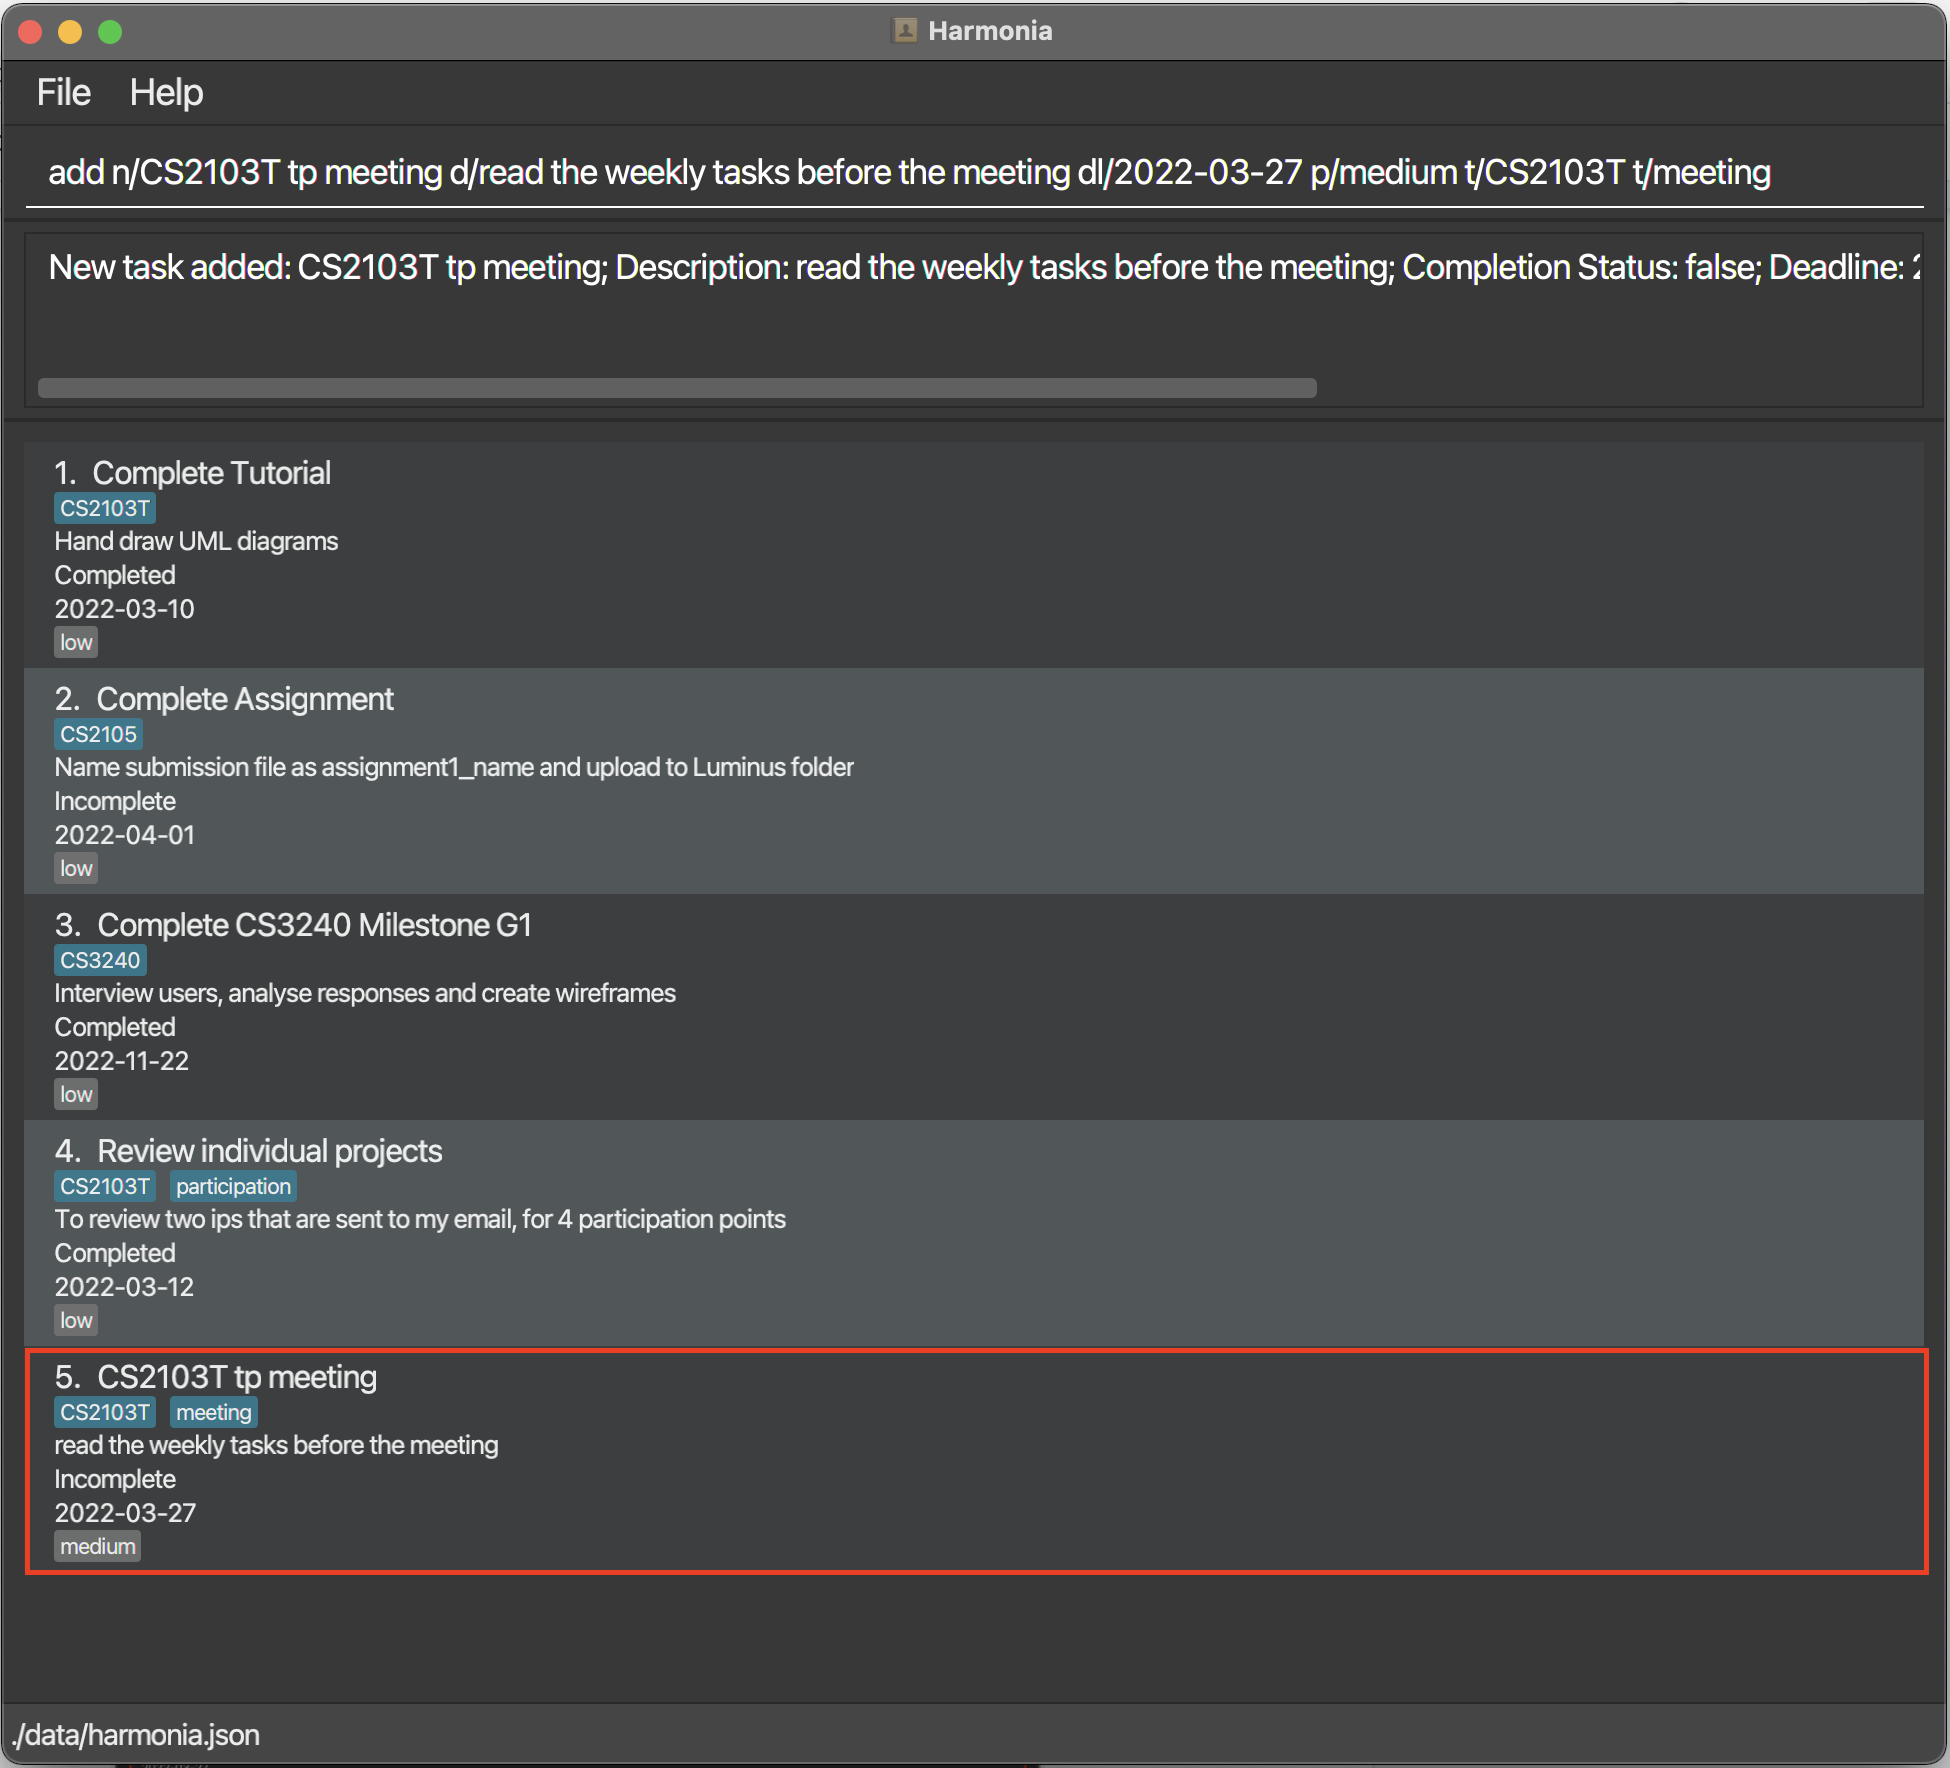 Harmonia
File Help
add n/CS2103T tp meeting d/read the weekly tasks before the meeting dl/2022-03-27 p/medium t/CS2103T t/meeting
New task added: CS2103T tp meeting; Description: read the weekly tasks before the meeting; Completion Status: false; Deadline:
1. Complete Tutorial
CS2103T
Hand draw UML diagrams
Completed
2022-03-10
low
2. Complete Assignment
CS2105
Name submission file as assignment1_name and upload to Luminus folder
Incomplete
2022-04-01
low
3. Complete CS3240 Milestone G1
CS3240
Interview users, analyse responses and create wireframes
Completed
2022-11-22
low
4. Review individual projects
CS2103T participation
To review two ips that are sent to my email, for 4 participation points
Completed
2022-03-12
low
5. CS2103T tp meeting
CS2103T meeting
read the weekly tasks before the meeting
Incomplete
2022-03-27
medium
./data/harmonia.json